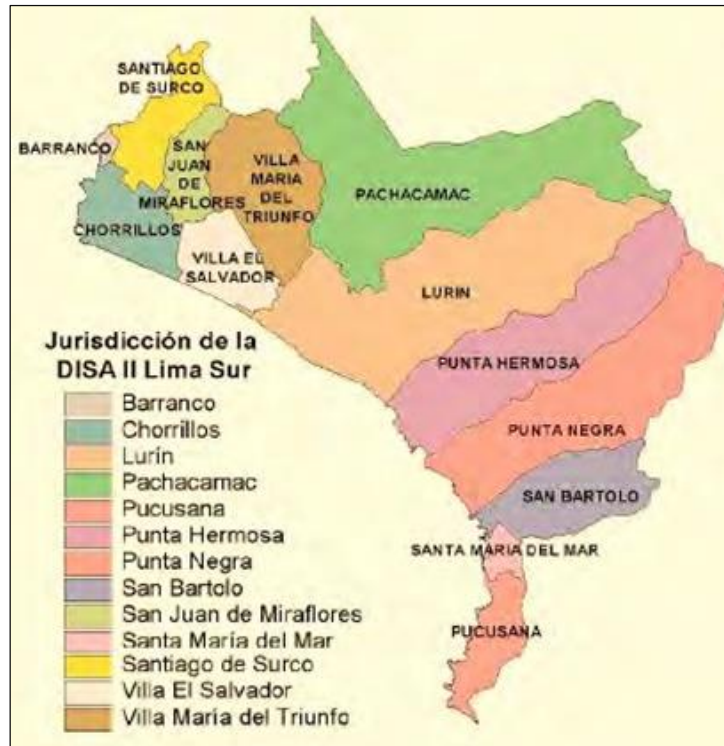 SANTIAGO
DE SURCO
BARRANCO
SAN
JUAN
DE
MIRAFLORES
VILLA
MARIA
DEL
TRIUNFO
PACHACAMAC
CHORRILLOS
VILLA EL
SALVADOR
LURIN
PUNTA HERMOSA
PUNTA NEGRA
SAN BARTOLO
SANTA MARIA DEL MAR
PUCUSANA
Jurisdicción de la
DISA II Lima Sur
Barranco
Chorrillos
Lurín
Pachacamac
Pucusana
Punta Hermosa
Punta Negra
San Bartolo
San Juan de Miraflores
Santa María del Mar
Santiago de Surco
Villa El Salvador
Villa María del Triunfo